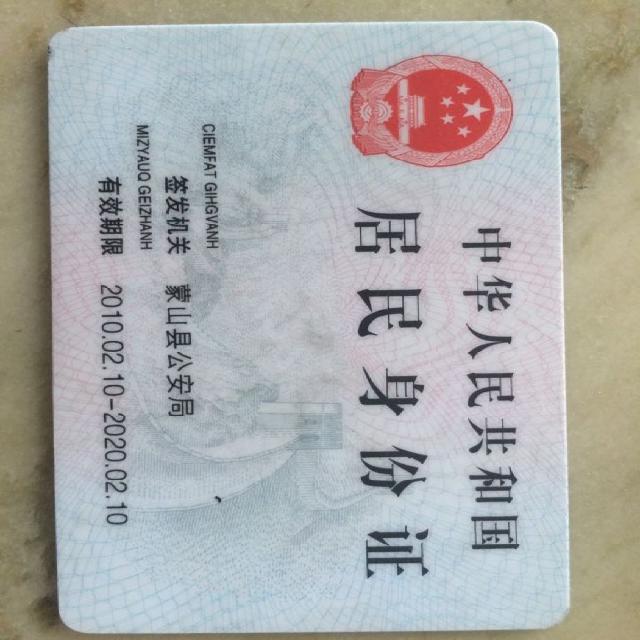 中华人民共和国
居民身份证
CIEMFAT GIHGVANH
签发机关 蒙山县公安局
MIZYAUQ GEIZHANH
有效期限 2010.02.10-2020.02.10